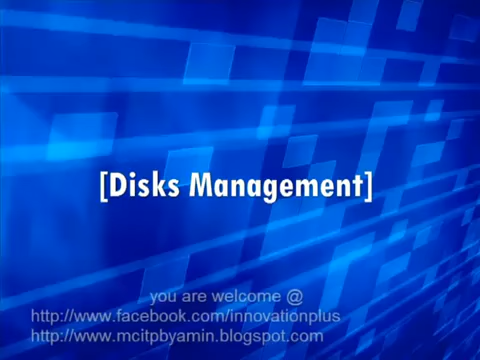 [Disks Management]
you are welcome @
http://www.facebook.com/innovationplus
http://www.mcitpbyamin.blogspot.com